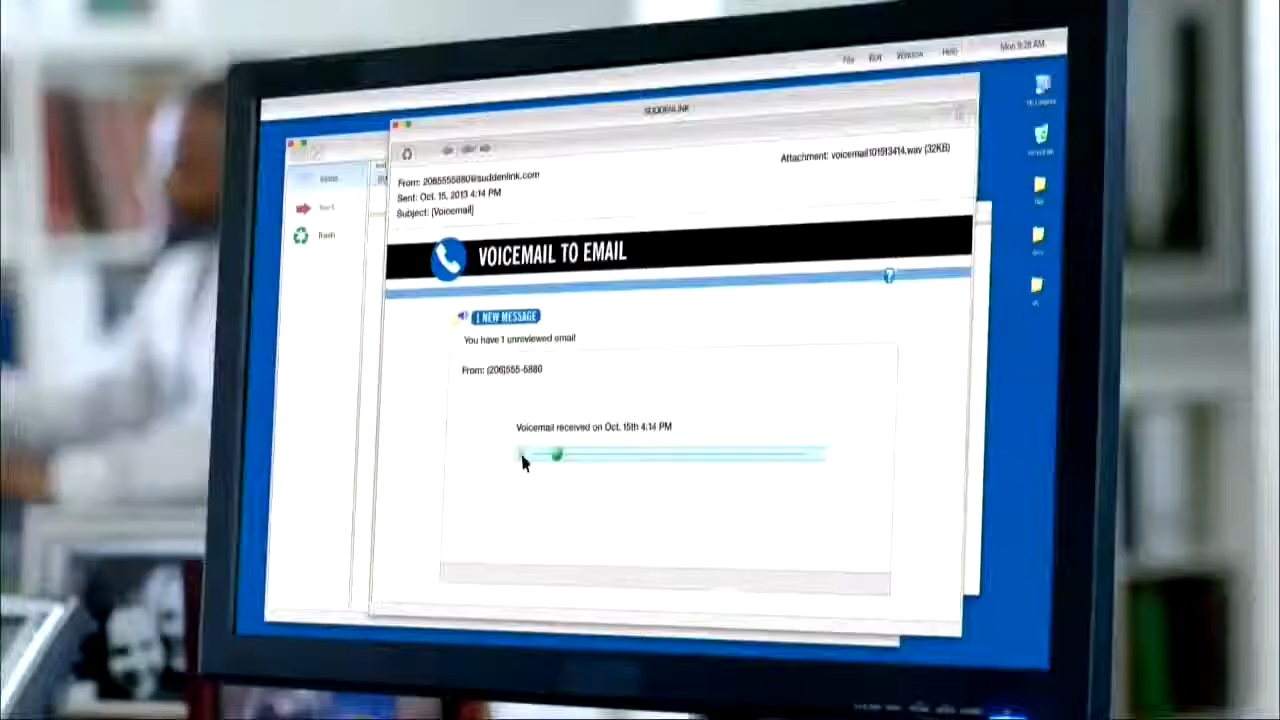 File Edit Window Help Mon 9:28 AM
SUDDENLINK
Attachment: voicemail101513414.wav (32KB)
From: 2065555880@suddenlink.com
Sent: Oct. 15, 2013 4:14 PM
Subject: [Voicemail]
VOICEMAIL TO EMAIL
?
1 NEW MESSAGE
You have 1 unreviewed email
From: (206)555-5880
Voicemail received on Oct. 15th 4:14 PM
Trash